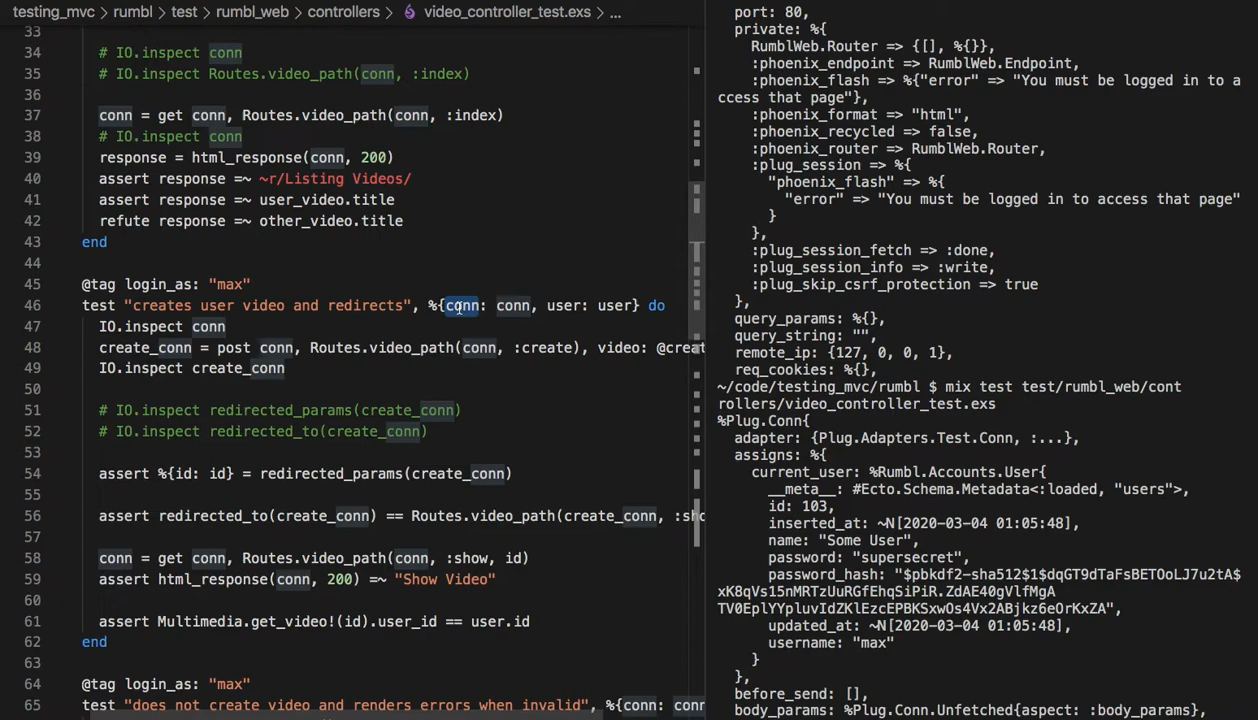 testing_mvc > rumbl > test > rumbl_web > controllers > video_controller_test.exs > ...
33
34 # IO.inspect conn
35 # IO.inspect Routes.video_path(conn, :index)
36
37 conn = get conn, Routes.video_path(conn, :index)
38 # IO.inspect conn
39 response = html_response(conn, 200)
40 assert response =~ ~r/Listing Videos/
41 assert response =~ user_video.title
42 refute response =~ other_video.title
43 end
44
45 @tag login_as: "max"
46 test "creates user video and redirects", %{conn: conn, user: user} do
47 IO.inspect conn
48 create_conn = post conn, Routes.video_path(conn, :create), video: @creat
49 IO.inspect create_conn
50
51 # IO.inspect redirected_params(create_conn)
52 # IO.inspect redirected_to(create_conn)
53
54 assert %{id: id} = redirected_params(create_conn)
55
56 assert redirected_to(create_conn) == Routes.video_path(create_conn, :sho
57
58 conn = get conn, Routes.video_path(conn, :show, id)
59 assert html_response(conn, 200) =~ "Show Video"
60
61 assert Multimedia.get_video!(id).user_id == user.id
62 end
63
64 @tag login_as: "max"
65 test "does not create video and renders errors when invalid", %{conn: conn
port: 80,
private: %{
RumblWeb.Router => {[], %{}},
:phoenix_endpoint => RumblWeb.Endpoint,
:phoenix_flash => %{"error" => "You must be logged in to a
ccess that page"},
:phoenix_format => "html",
:phoenix_recycled => false,
:phoenix_router => RumblWeb.Router,
:plug_session => %{
"phoenix_flash" => %{
"error" => "You must be logged in to access that page"
}
},
:plug_session_fetch => :done,
:plug_session_info => :write,
:plug_skip_csrf_protection => true
},
query_params: %{},
query_string: "",
remote_ip: {127, 0, 0, 1},
req_cookies: %{},
~/code/testing_mvc/rumbl $ mix test test/rumbl_web/cont
rollers/video_controller_test.exs
%Plug.Conn{
adapter: {Plug.Adapters.Test.Conn, :...},
assigns: %{
current_user: %Rumbl.Accounts.User{
__meta__: #Ecto.Schema.Metadata<:loaded, "users">,
id: 103,
inserted_at: ~N[2020-03-04 01:05:48],
name: "Some User",
password: "supersecret",
password_hash: "$pbkdf2-sha512$1$dqGT9dTaFsBETOoLJ7u2tA$
xK8qVs15nMRTzUuRGfEhqSiPiR.ZdAE40gVlfMgA
TV0EplYYpluvIdZKlEzcEPBKSxwOs4Vx2ABjkz6eOrKxZA",
updated_at: ~N[2020-03-04 01:05:48],
username: "max"
}
},
before_send: [],
body_params: %Plug.Conn.Unfetched{aspect: :body_params},